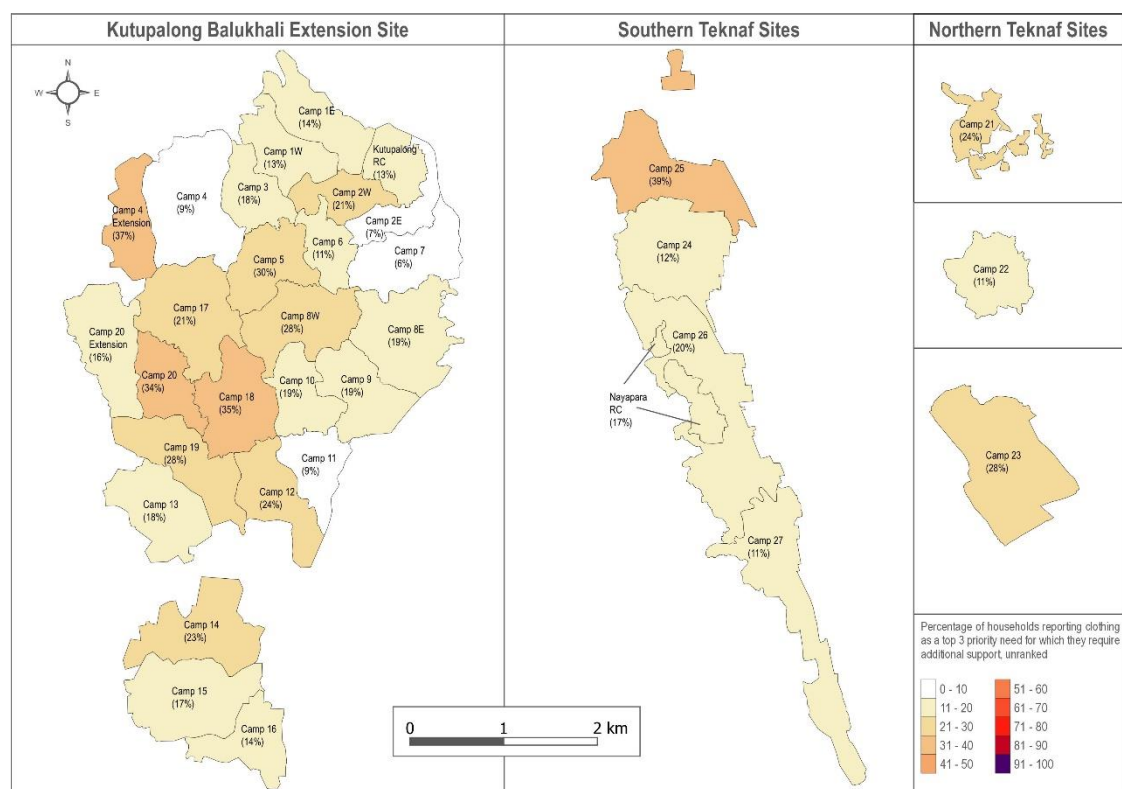 Kutupalong Balukhali Extension Site
Southern Teknaf Sites
Northern Teknaf Sites
N
W
E
S
Camp 1E
(14%)
Camp 1W
(13%)
Kutupalong
RC
(13%)
Camp 3
(18%)
Camp 2W
(21%)
Camp 4
(9%)
Camp 4
Extension
(37%)
Camp 2E
(7%)
Camp 6
(11%)
Camp 7
(6%)
Camp 5
(30%)
Camp 17
(21%)
Camp 8W
(28%)
Camp 8E
(19%)
Camp 20
Extension
(16%)
Camp 20
(34%)
Camp 18
(35%)
Camp 10
(19%)
Camp 9
(19%)
Camp 19
(28%)
Camp 11
(9%)
Camp 12
(24%)
Camp 13
(18%)
Camp 14
(23%)
Camp 15
(17%)
Camp 16
(14%)
Camp 25
(39%)
Camp 24
(12%)
Camp 26
(20%)
Nayapara
RC
(17%)
Camp 27
(11%)
0 1 2 km
Camp 21
(24%)
Camp 22
(11%)
Camp 23
(28%)
Percentage of households reporting clothing
as a top 3 priority need for which they require
additional support, unranked
0 - 10
11 - 20
21 - 30
31 - 40
41 - 50
51 - 60
61 - 70
71 - 80
81 - 90
91 - 100